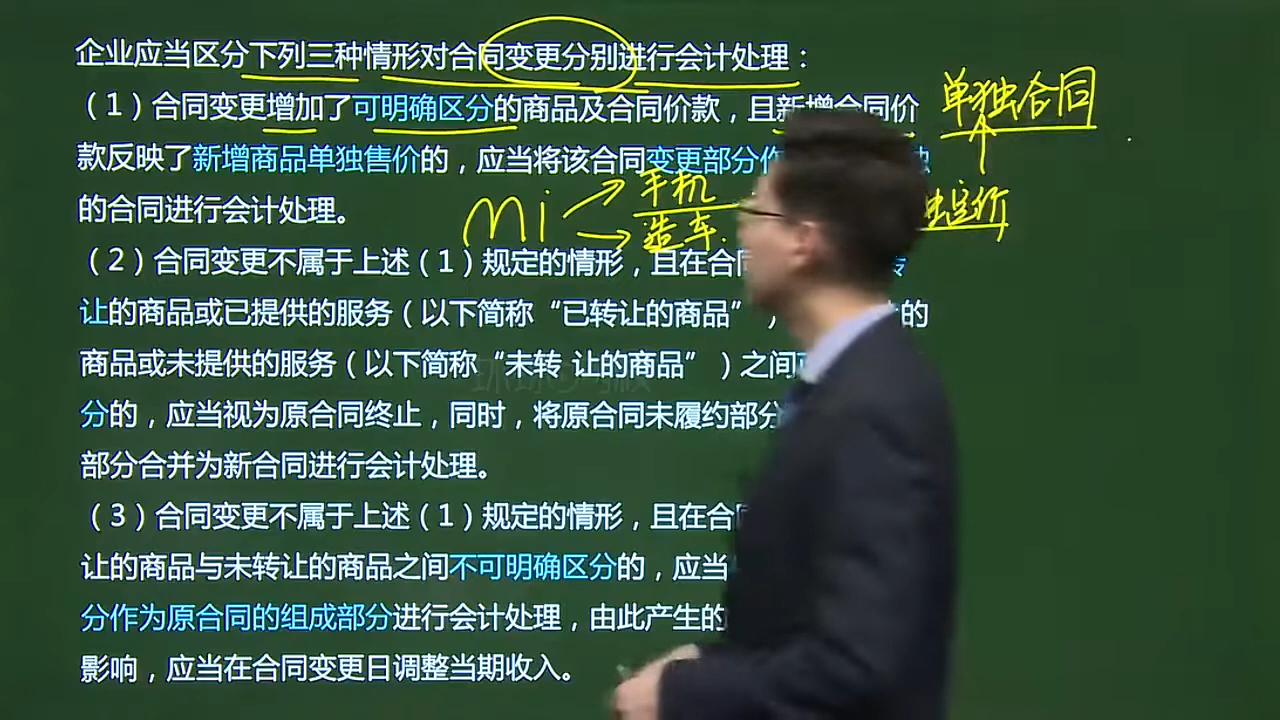 企业应当区分下列三种情形对合同变更分别进行会计处理：
（1）合同变更增加了可明确区分的商品及合同价款，且新增合同价
单独合同
款反映了新增商品单独售价的，应当将该合同变更部分作
的合同进行会计处理。
mi
手机
造车
定价
（2）合同变更不属于上述（1）规定的情形，且在合同
让的商品或已提供的服务（以下简称“已转让的商品”）
的
商品或未提供的服务（以下简称“未转 让的商品”）之间
分的，应当视为原合同终止，同时，将原合同未履约部分
部分合并为新合同进行会计处理。
（3）合同变更不属于上述（1）规定的情形，且在合同
让的商品与未转让的商品之间不可明确区分的，应当
分作为原合同的组成部分进行会计处理，由此产生的
影响，应当在合同变更日调整当期收入。